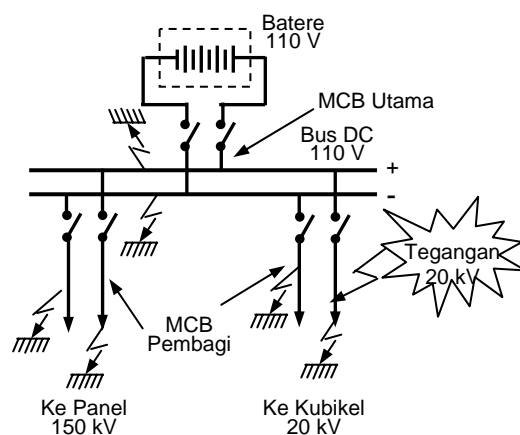 Batere
110 V
MCB Utama
Bus DC
110 V
+
-
Tegangan
20 kV
MCB
Pembagi
Ke Panel
150 kV
Ke Kubikel
20 kV